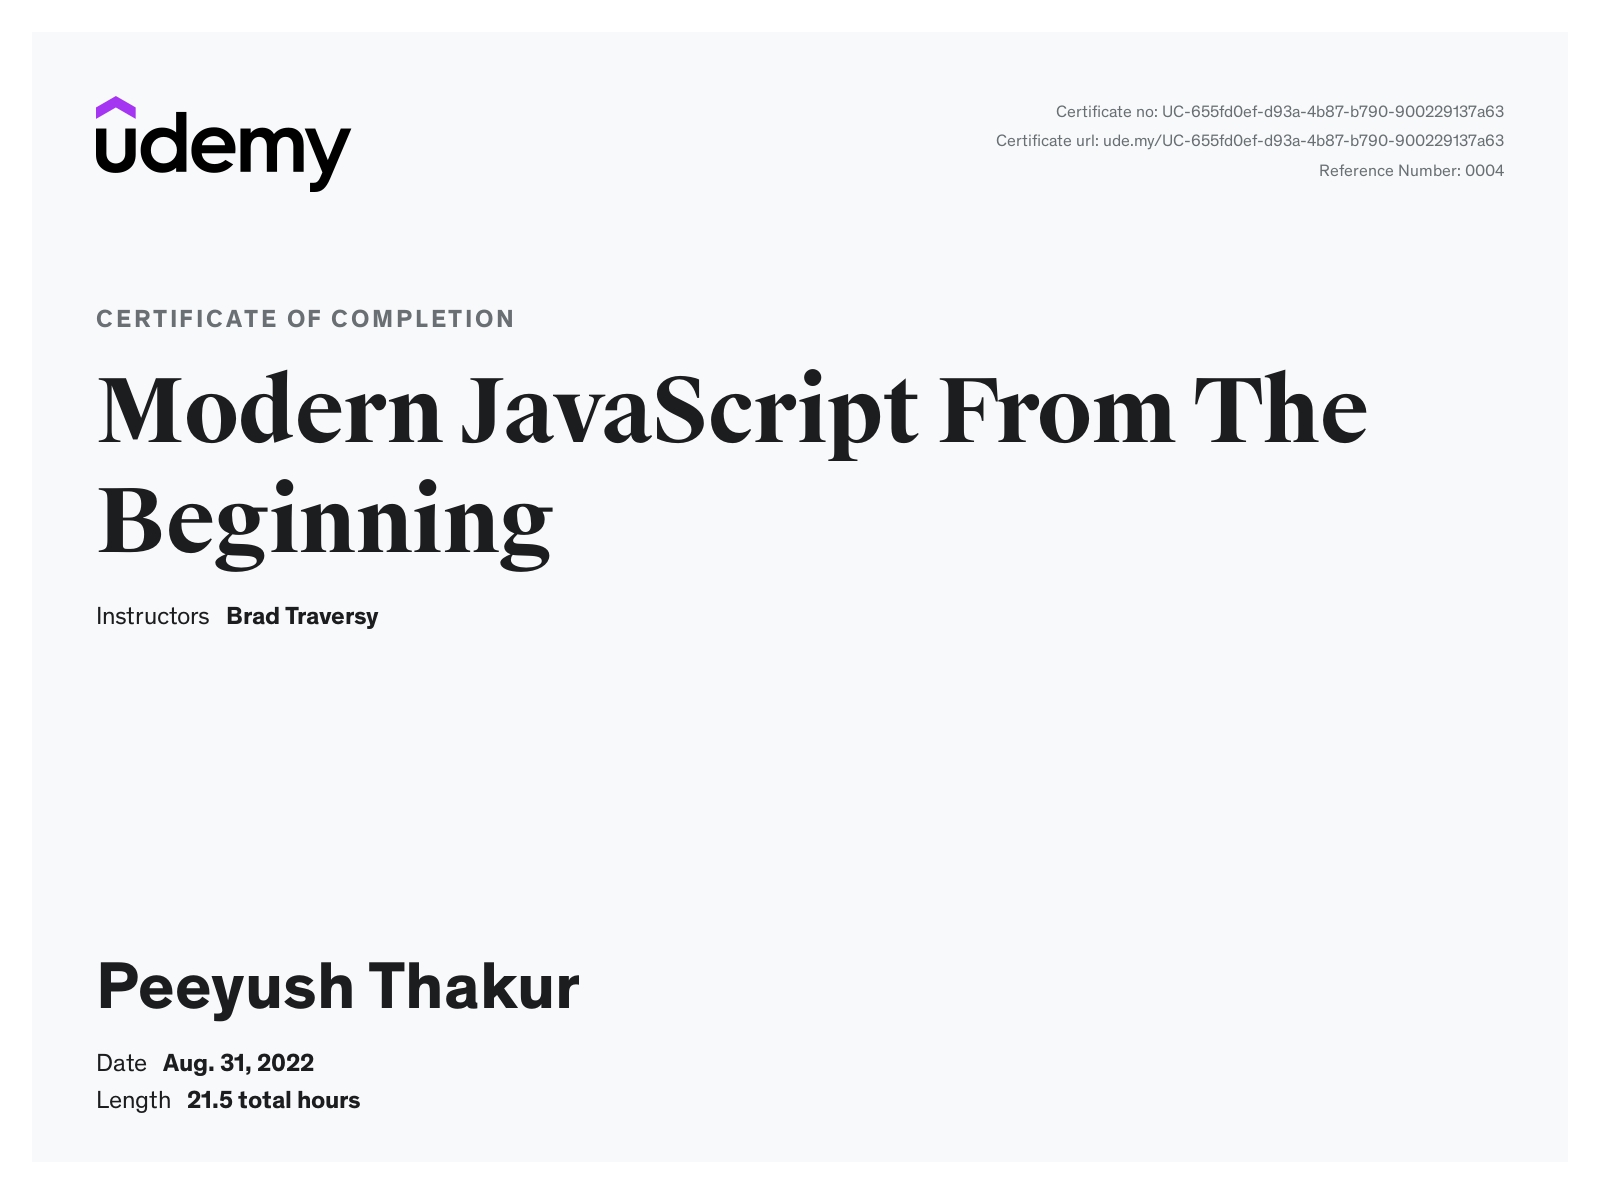 udemy
Certificate no: UC-655fd0ef-d93a-4b87-b790-900229137a63
Certificate url: ude.my/UC-655fd0ef-d93a-4b87-b790-900229137a63
Reference Number: 0004
CERTIFICATE OF COMPLETION
Modern JavaScript From The
Beginning
Instructors Brad Traversy
Peeyush Thakur
Date Aug. 31, 2022
Length 21.5 total hours